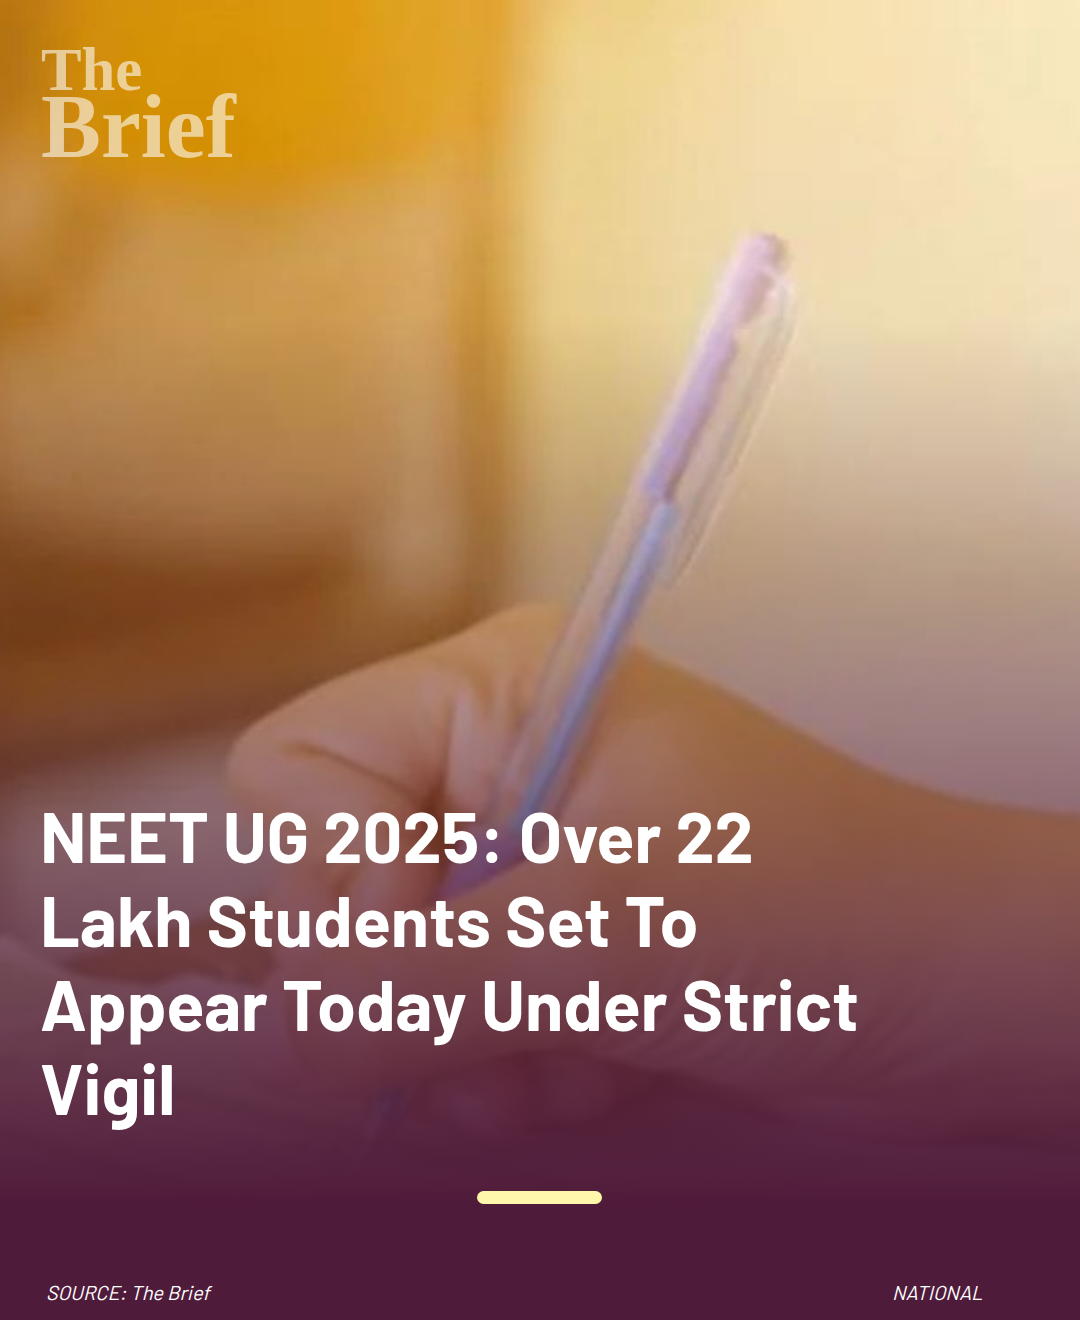 The
Brief
NEET UG 2025: Over 22
Lakh Students Set To
Appear Today Under Strict
Vigil
SOURCE: The Brief
NATIONAL